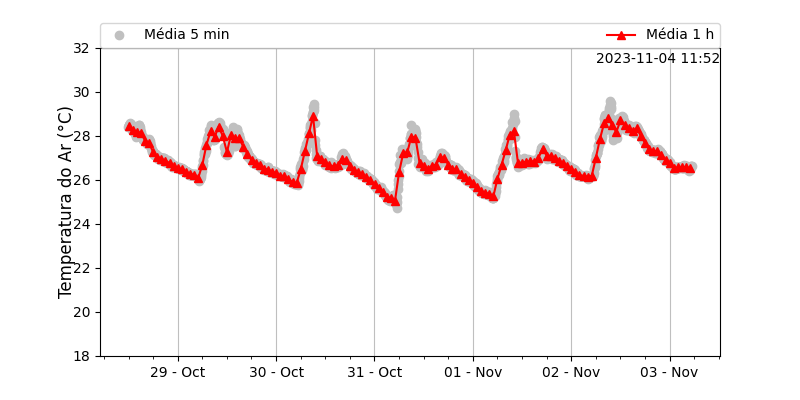 Média 5 min
Média 1 h
2023-11-04 11:52
Temperatura do Ar (°C)
32
30
28
26
24
22
20
18
29 - Oct
30 - Oct
31 - Oct
01 - Nov
02 - Nov
03 - Nov